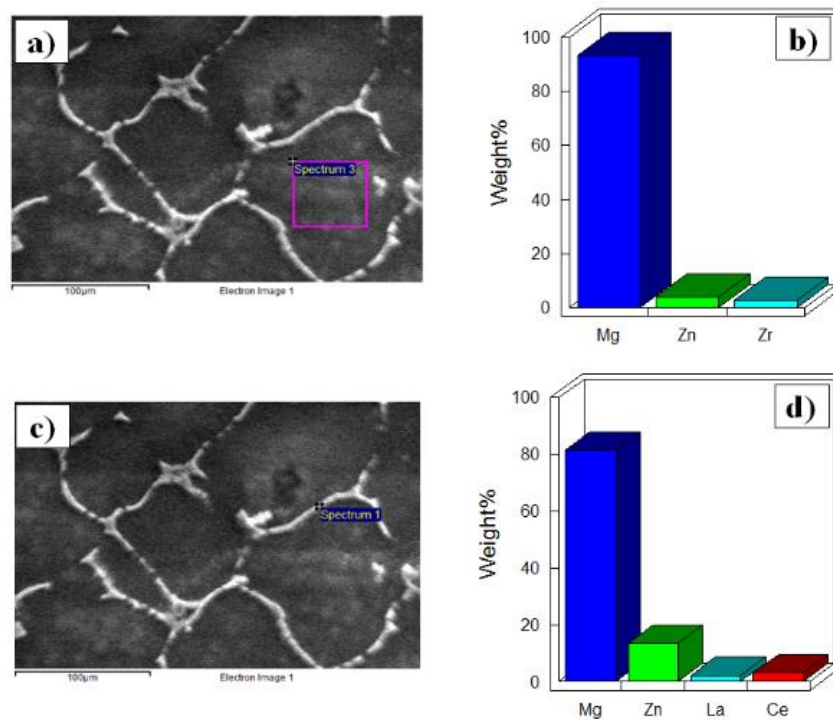 a)
Spectrum 3
100μm
Electron Image 1
b)
100
80
60
40
20
0
Weight%
Mg Zn Zr
c)
Spectrum 1
100μm
Electron Image 1
d)
100
80
60
40
20
0
Weight%
Mg Zn La Ce